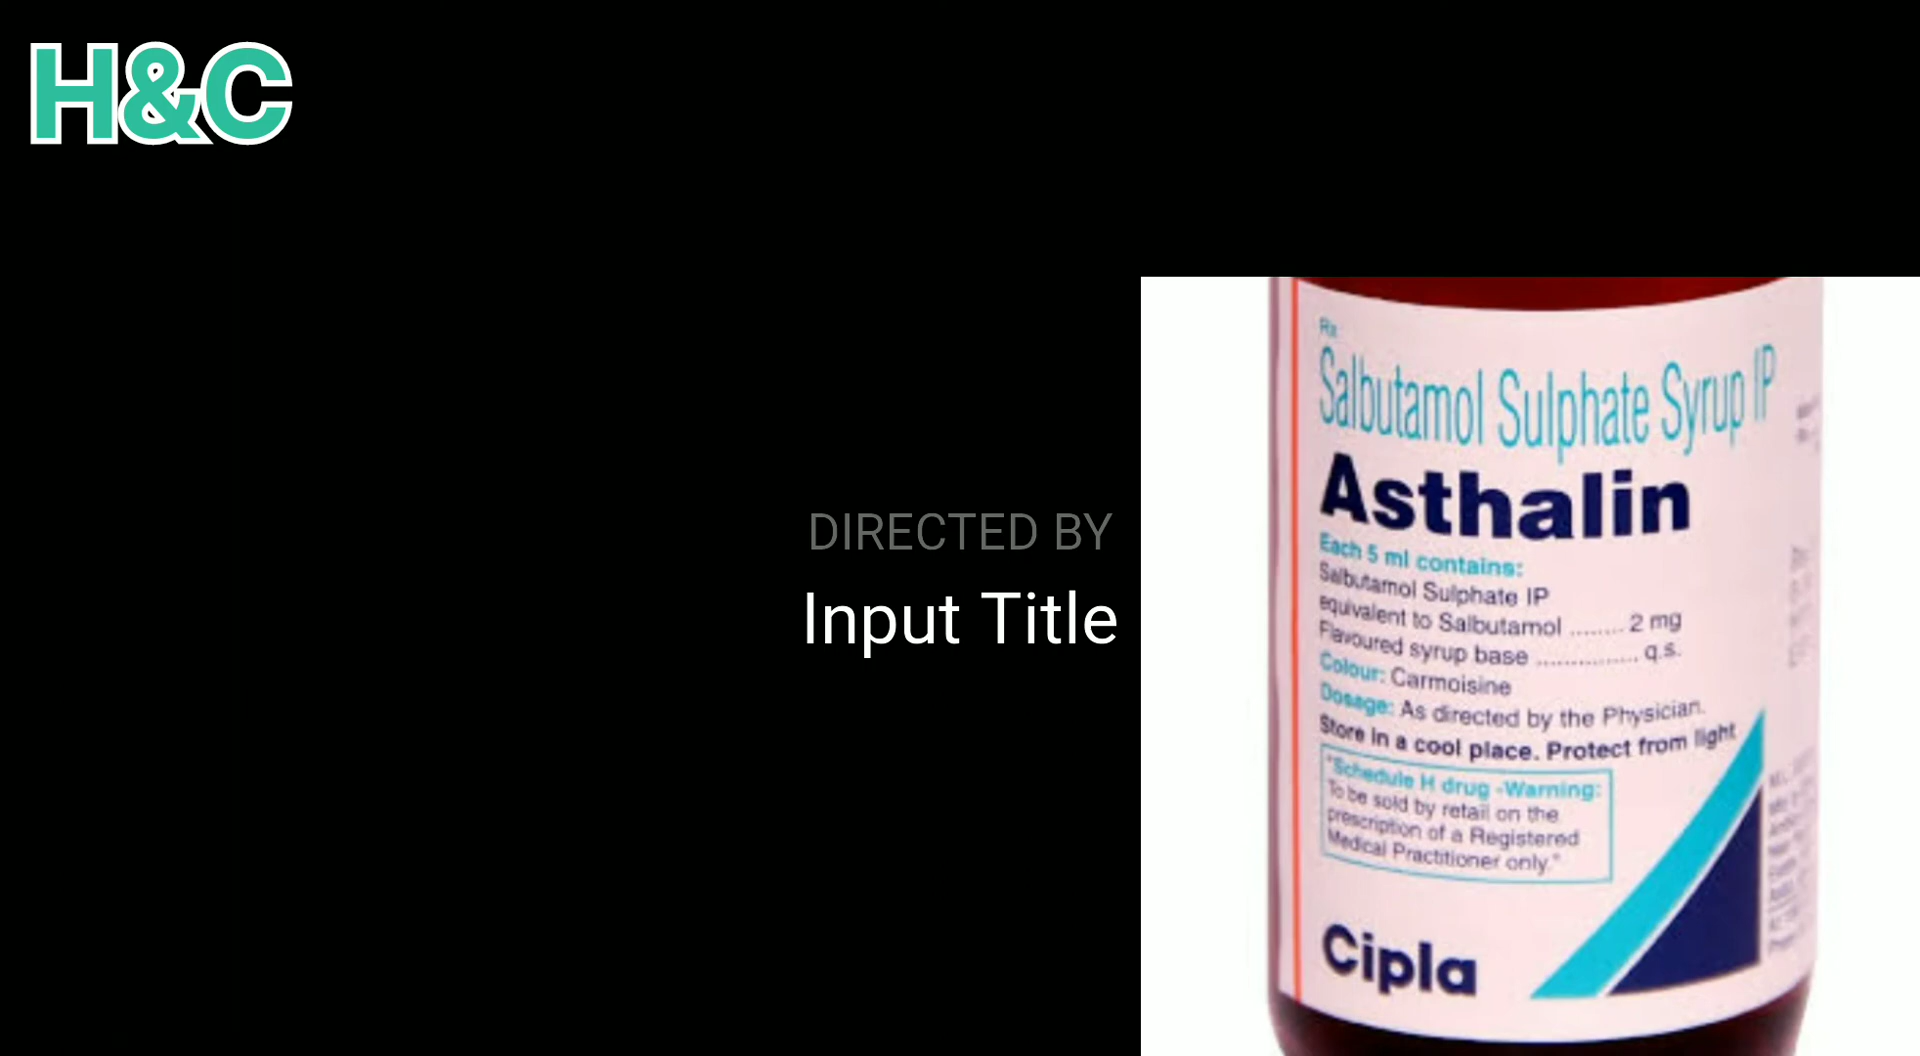 H&C
DIRECTED BY
Input Title
Rx
Salbutamol Sulphate Syrup IP
Asthalin
Each 5 ml contains:
Salbutamol Sulphate IP
equivalent to Salbutamol ........ 2 mg
Flavoured syrup base ............... q.s.
Colour: Carmoisine
Dosage: As directed by the Physician.
Store in a cool place. Protect from light
"Schedule H drug -Warning:
To be sold by retail on the
prescription of a Registered
Medical Practitioner only."
Cipla